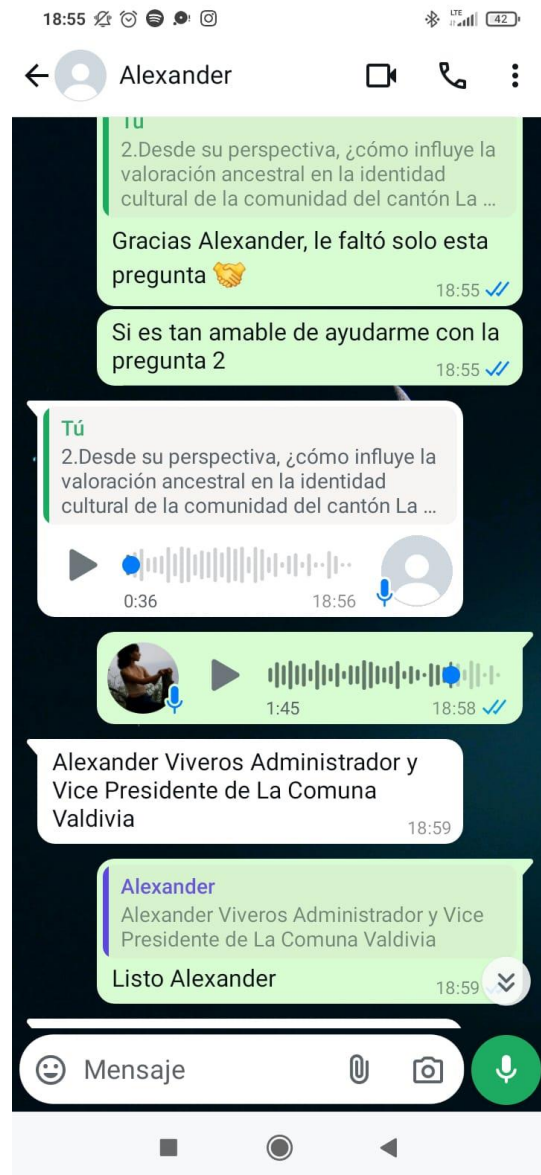 18:55
LTE
42
Alexander
Tú
2.Desde su perspectiva, ¿cómo influye la
valoración ancestral en la identidad
cultural de la comunidad del cantón La ...
Gracias Alexander, le faltó solo esta
pregunta 🤝
18:55
Si es tan amable de ayudarme con la
pregunta 2
18:55
Tú
2.Desde su perspectiva, ¿cómo influye la
valoración ancestral en la identidad
cultural de la comunidad del cantón La ...
0:36
18:56
1:45
18:58
Alexander Viveros Administrador y
Vice Presidente de La Comuna
Valdivia
18:59
Alexander
Alexander Viveros Administrador y Vice
Presidente de La Comuna Valdivia
Listo Alexander
18:59
Mensaje